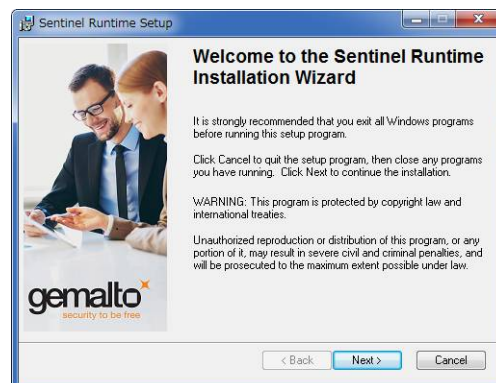 Sentinel Runtime Setup
Welcome to the Sentinel Runtime
Installation Wizard
It is strongly recommended that you exit all Windows programs
before running this setup program.
Click Cancel to quit the setup program, then close any programs
you have running. Click Next to continue the installation.
WARNING: This program is protected by copyright law and
international treaties.
Unauthorized reproduction or distribution of this program, or any
portion of it, may result in severe civil and criminal penalties, and
will be prosecuted to the maximum extent possible under law.
gemalto
security to be free
< Back
Next >
Cancel